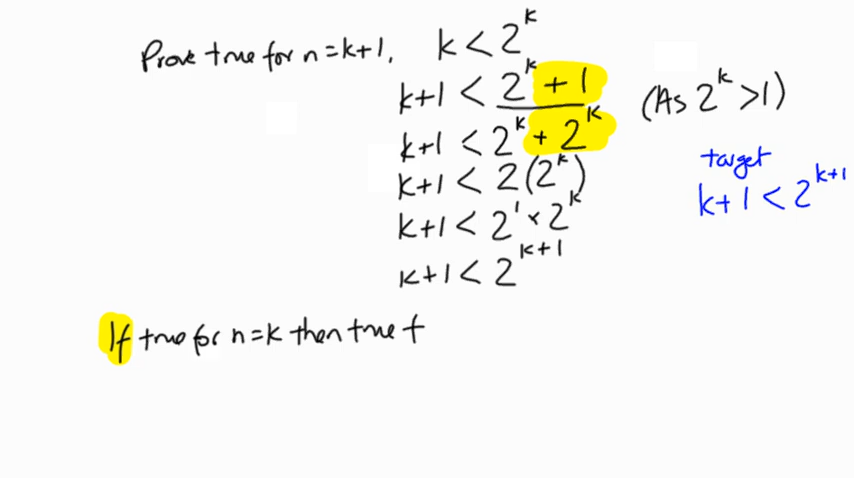 Prove true for n=k+1, k < 2^k
k+1 < 2^k + 1
(As 2^k > 1)
k+1 < 2^k + 2^k
k+1 < 2(2^k)
target
k+1 < 2^{k+1}
k+1 < 2^1 × 2^k
k+1 < 2^{k+1}
If true for n=k then true f